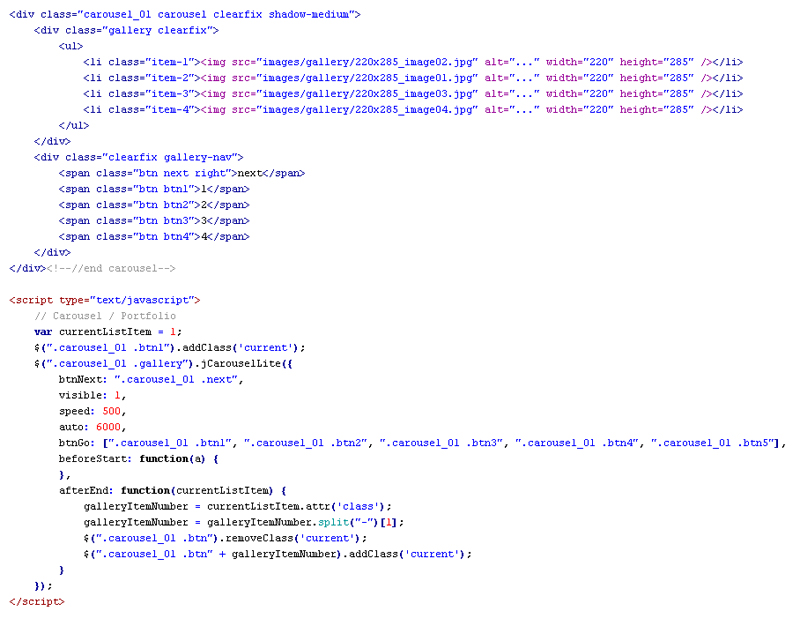 <div class="carousel_01 carousel clearfix shadow-medium">
<div class="gallery clearfix">
<ul>
<li class="item-1"><img src="images/gallery/220x285_image02.jpg" alt="..." width="220" height="285" /></li>
<li class="item-2"><img src="images/gallery/220x285_image01.jpg" alt="..." width="220" height="285" /></li>
<li class="item-3"><img src="images/gallery/220x285_image03.jpg" alt="..." width="220" height="285" /></li>
<li class="item-4"><img src="images/gallery/220x285_image04.jpg" alt="..." width="220" height="285" /></li>
</ul>
</div>
<div class="clearfix gallery-nav">
<span class="btn next right">next</span>
<span class="btn btn1">1</span>
<span class="btn btn2">2</span>
<span class="btn btn3">3</span>
<span class="btn btn4">4</span>
</div>
</div><!--//end carousel-->
<script type="text/javascript">
// Carousel / Portfolio
var currentListItem = 1;
$(".carousel_01 .btn1").addClass('current');
$(".carousel_01 .gallery").jCarouselLite({
btnNext: ".carousel_01 .next",
visible: 1,
speed: 500,
auto: 6000,
btnGo: [".carousel_01 .btn1", ".carousel_01 .btn2", ".carousel_01 .btn3", ".carousel_01 .btn4", ".carousel_01 .btn5"],
beforeStart: function(a) {
},
afterEnd: function(currentListItem) {
galleryItemNumber = currentListItem.attr('class');
galleryItemNumber = galleryItemNumber.split("-")[1];
$(".carousel_01 .btn").removeClass('current');
$(".carousel_01 .btn" + galleryItemNumber).addClass('current');
}
});
</script>